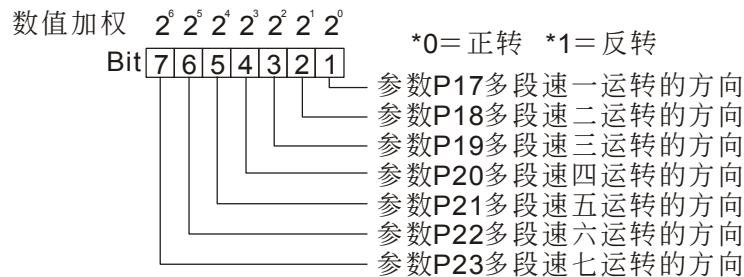 数值加权 2⁶ 2⁵ 2⁴ 2³ 2² 2¹ 2⁰
*0＝正转 *1＝反转
Bit 7 6 5 4 3 2 1
参数P17多段速一运转的方向
参数P18多段速二运转的方向
参数P19多段速三运转的方向
参数P20多段速四运转的方向
参数P21多段速五运转的方向
参数P22多段速六运转的方向
参数P23多段速七运转的方向